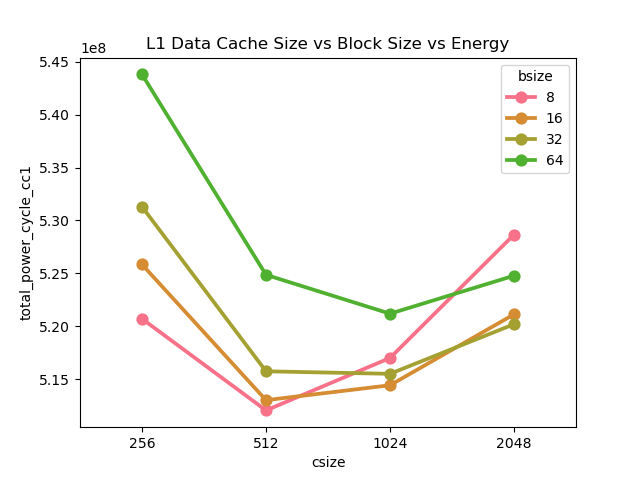 L1 Data Cache Size vs Block Size vs Energy
1e8
5.45
5.40
5.35
5.30
5.25
5.20
5.15
total_power_cycle_cc1
bsize
8
16
32
64
256 512 1024 2048
csize